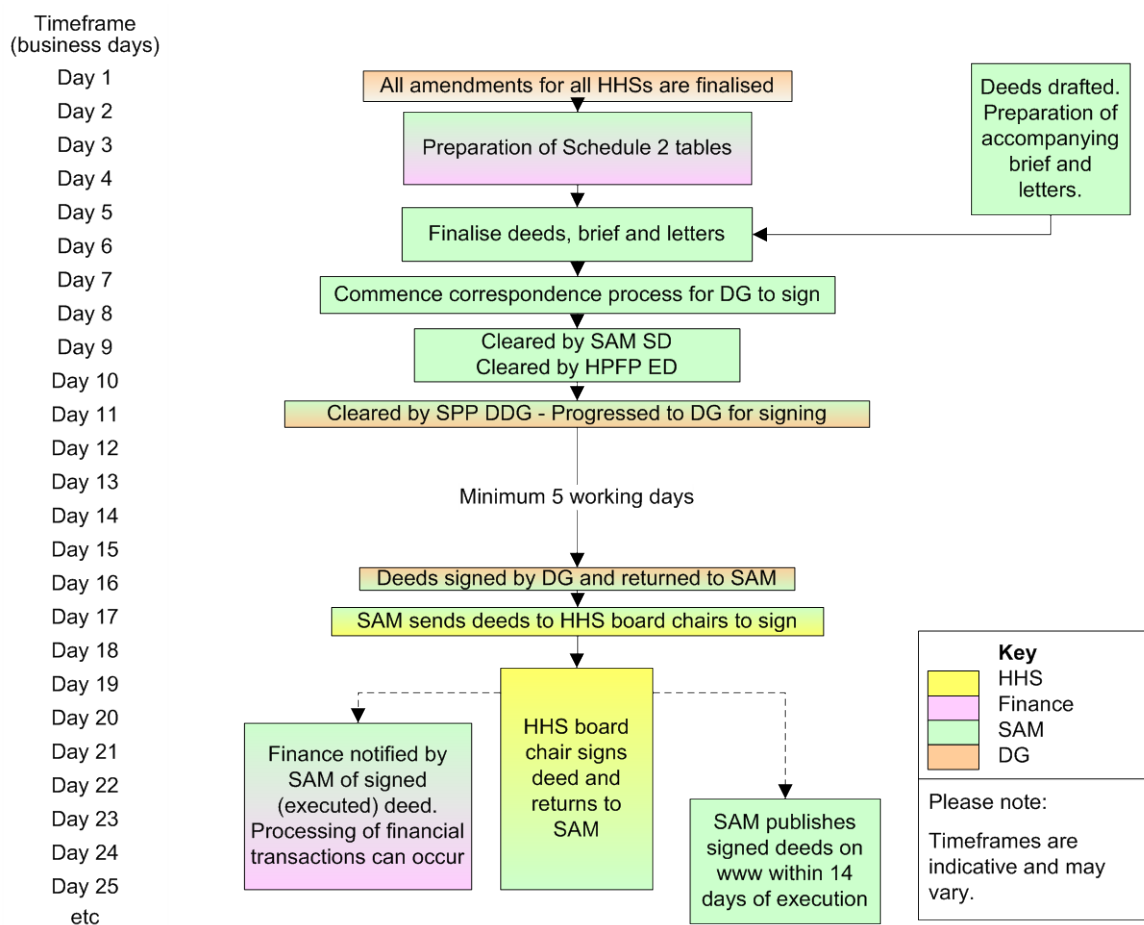 Timeframe
(business days)
Day 1
Day 2
Day 3
Day 4
Day 5
Day 6
Day 7
Day 8
Day 9
Day 10
Day 11
Day 12
Day 13
Day 14
Day 15
Day 16
Day 17
Day 18
Day 19
Day 20
Day 21
Day 22
Day 23
Day 24
Day 25
etc
All amendments for all HHSs are finalised
Preparation of Schedule 2 tables
Deeds drafted.
Preparation of
accompanying
brief and
letters.
Finalise deeds, brief and letters
Commence correspondence process for DG to sign
Cleared by SAM SD
Cleared by HPFP ED
Cleared by SPP DDG - Progressed to DG for signing
Minimum 5 working days
Deeds signed by DG and returned to SAM
SAM sends deeds to HHS board chairs to sign
Finance notified by
SAM of signed
(executed) deed.
Processing of financial
transactions can occur
HHS board
chair signs
deed and
returns to
SAM
SAM publishes
signed deeds on
www within 14
days of execution
Key
HHS
Finance
SAM
DG
Please note:
Timeframes are
indicative and may
vary.